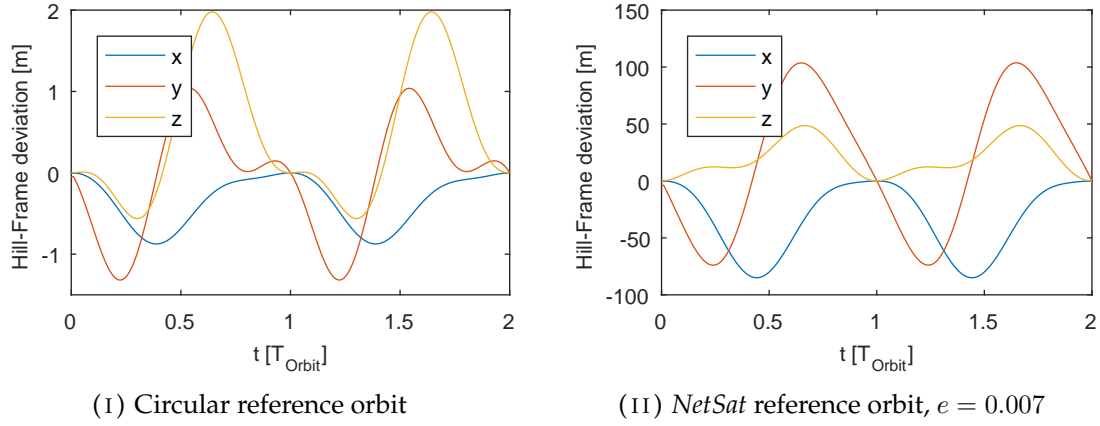 Hill-Frame deviation [m]
2
1
0
-1
x
y
z
0
0.5
1
1.5
2
t [T_Orbit]
(I) Circular reference orbit
Hill-Frame deviation [m]
150
100
50
0
-50
-100
x
y
z
0
0.5
1
1.5
2
t [T_Orbit]
(II) NetSat reference orbit, e = 0.007